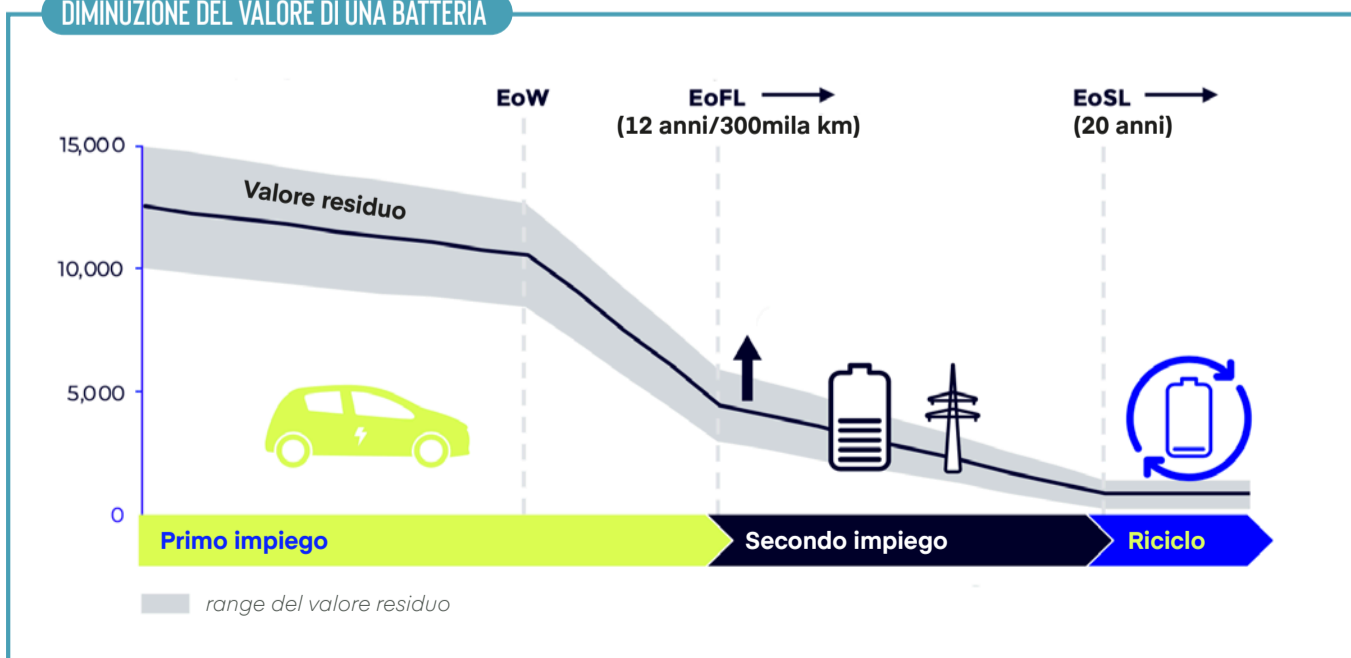 DIMINUZIONE DEL VALORE DI UNA BATTERIA
EoW
EoFL
(12 anni/300mila km)
EoSL
(20 anni)
15,000
10,000
5,000
0
Valore residuo
Primo impiego
Secondo impiego
Riciclo
range del valore residuo